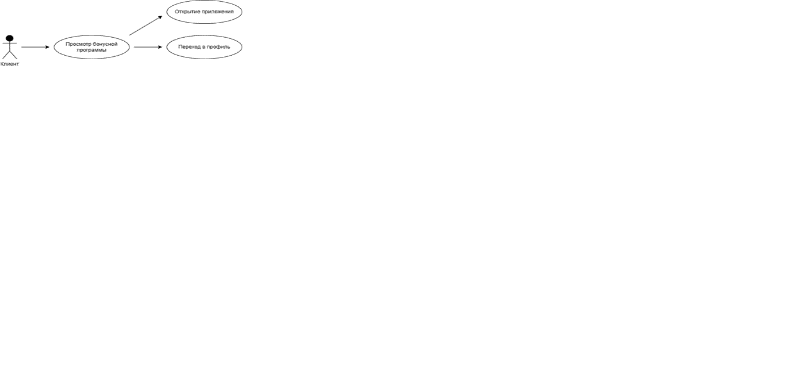 Открытие приложения
Просмотр бонусной
программы
Переход в профиль
Клиент